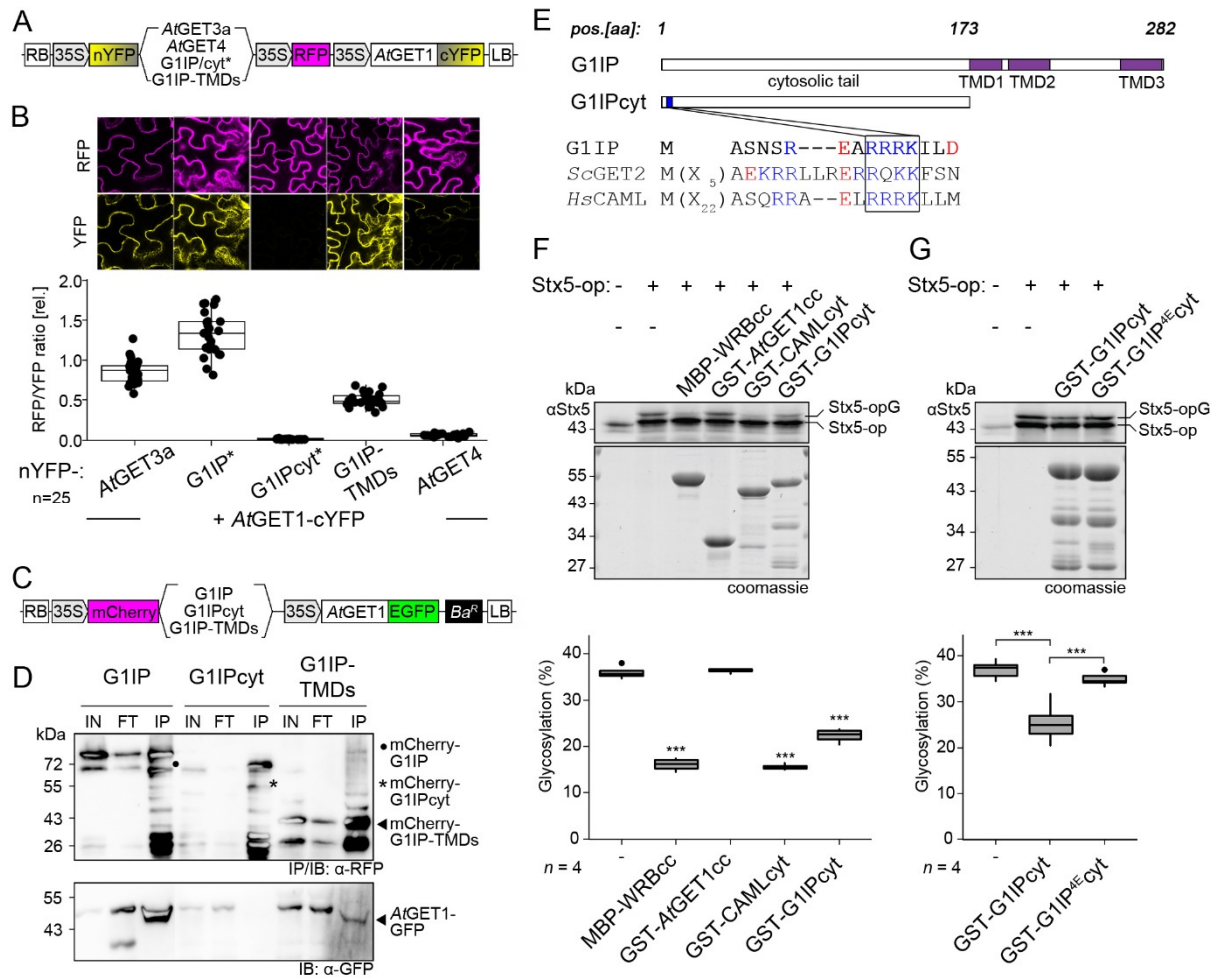 A
RB 35S nYFP AtGET3a AtGET4 G1IP/cyt* G1IP-TMDs 35S RFP 35S AtGET1 cYFP LB
B
RFP
YFP
RFP/YFP ratio [rel.]
2.0
1.5
1.0
0.5
0.0
nYFP-: AtGET3a G1IP* G1IPcyt* G1IP-TMDs AtGET4
n=25
+ AtGET1-cYFP
C
RB 35S mCherry G1IP G1IPcyt G1IP-TMDs 35S AtGET1 EGFP BaR LB
D
G1IP G1IPcyt G1IP-TMDs
IN FT IP IN FT IP IN FT IP
kDa
72
55
43
26
● mCherry-G1IP
* mCherry-G1IPcyt
◀ mCherry-G1IP-TMDs
IP/IB: α-RFP
55
43
◀ AtGET1-GFP
IB: α-GFP
E
pos.[aa]: 1 173 282
G1IP
cytosolic tail TMD1 TMD2 TMD3
G1IPcyt
G1IP M ASNSR---EARRRKILD
ScGET2 M(X5)AEKRRLLRERRQKKFSN
HsCAML M(X22)ASQRRA--ELRRRKLLM
F
Stx5-op: - + + + + +
- - MBP-WRBcc GST-AtGET1cc GST-CAMLcyt GST-G1IPcyt
kDa
αStx5
43
Stx5-opG
Stx5-op
55
43
34
27
coomassie
Glycosylation (%)
40
30
20
10
0
*** *** ***
n = 4
- MBP-WRBcc GST-AtGET1cc GST-CAMLcyt GST-G1IPcyt
G
Stx5-op: - + + +
- - GST-G1IPcyt GST-G1IP4Ecyt
kDa
αStx5
43
Stx5-opG
Stx5-op
55
43
34
27
coomassie
Glycosylation (%)
40
30
20
10
0
*** ***
n = 4
- GST-G1IPcyt GST-G1IP4Ecyt